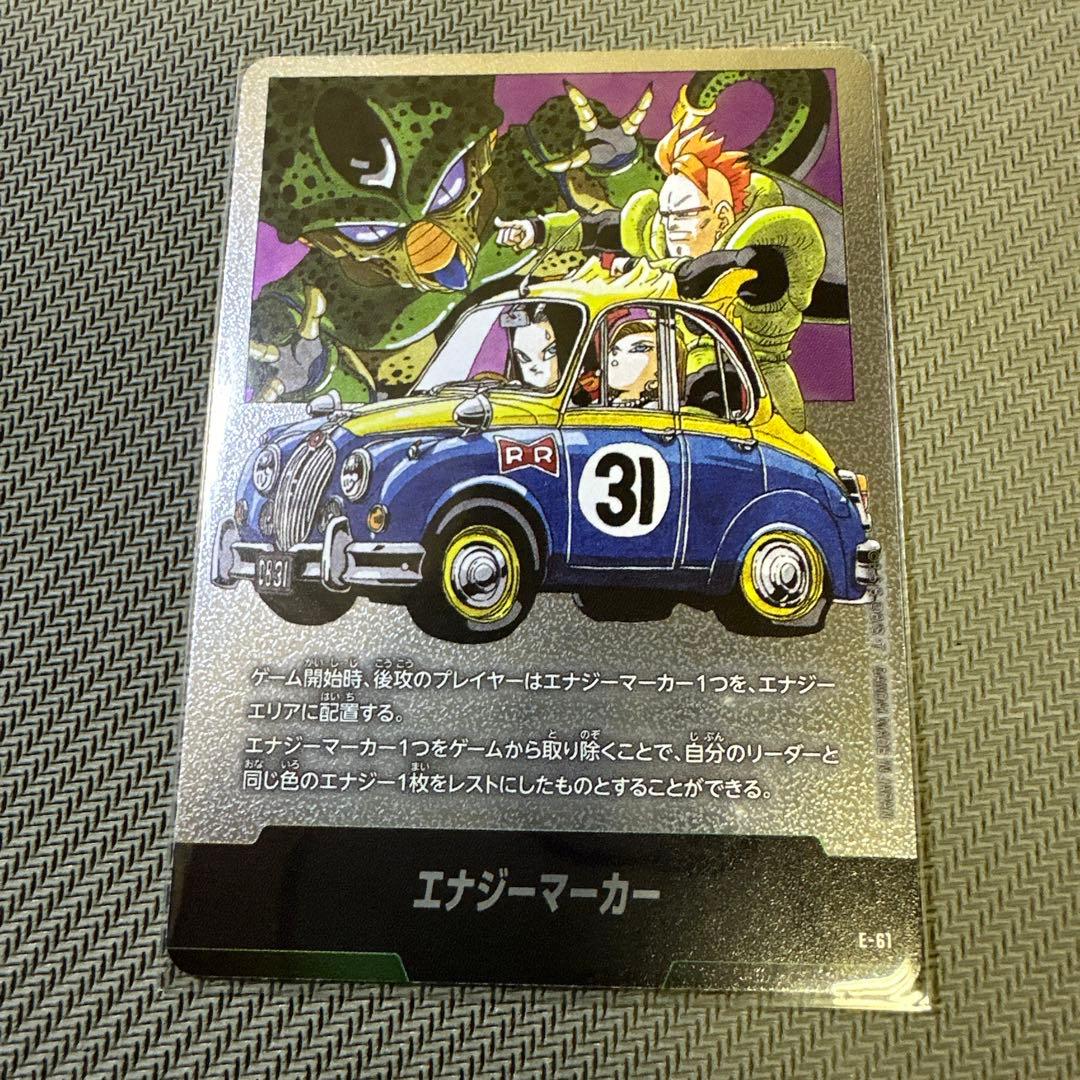 RR
31
DB・31
ゲーム開始時、後攻のプレイヤーはエナジーマーカー1つを、エナジー
エリアに配置する。
エナジーマーカー1つをゲームから取り除くことで、自分のリーダーと
同じ色のエナジー1枚をレストにしたものとすることができる。
エナジーマーカー
E-61